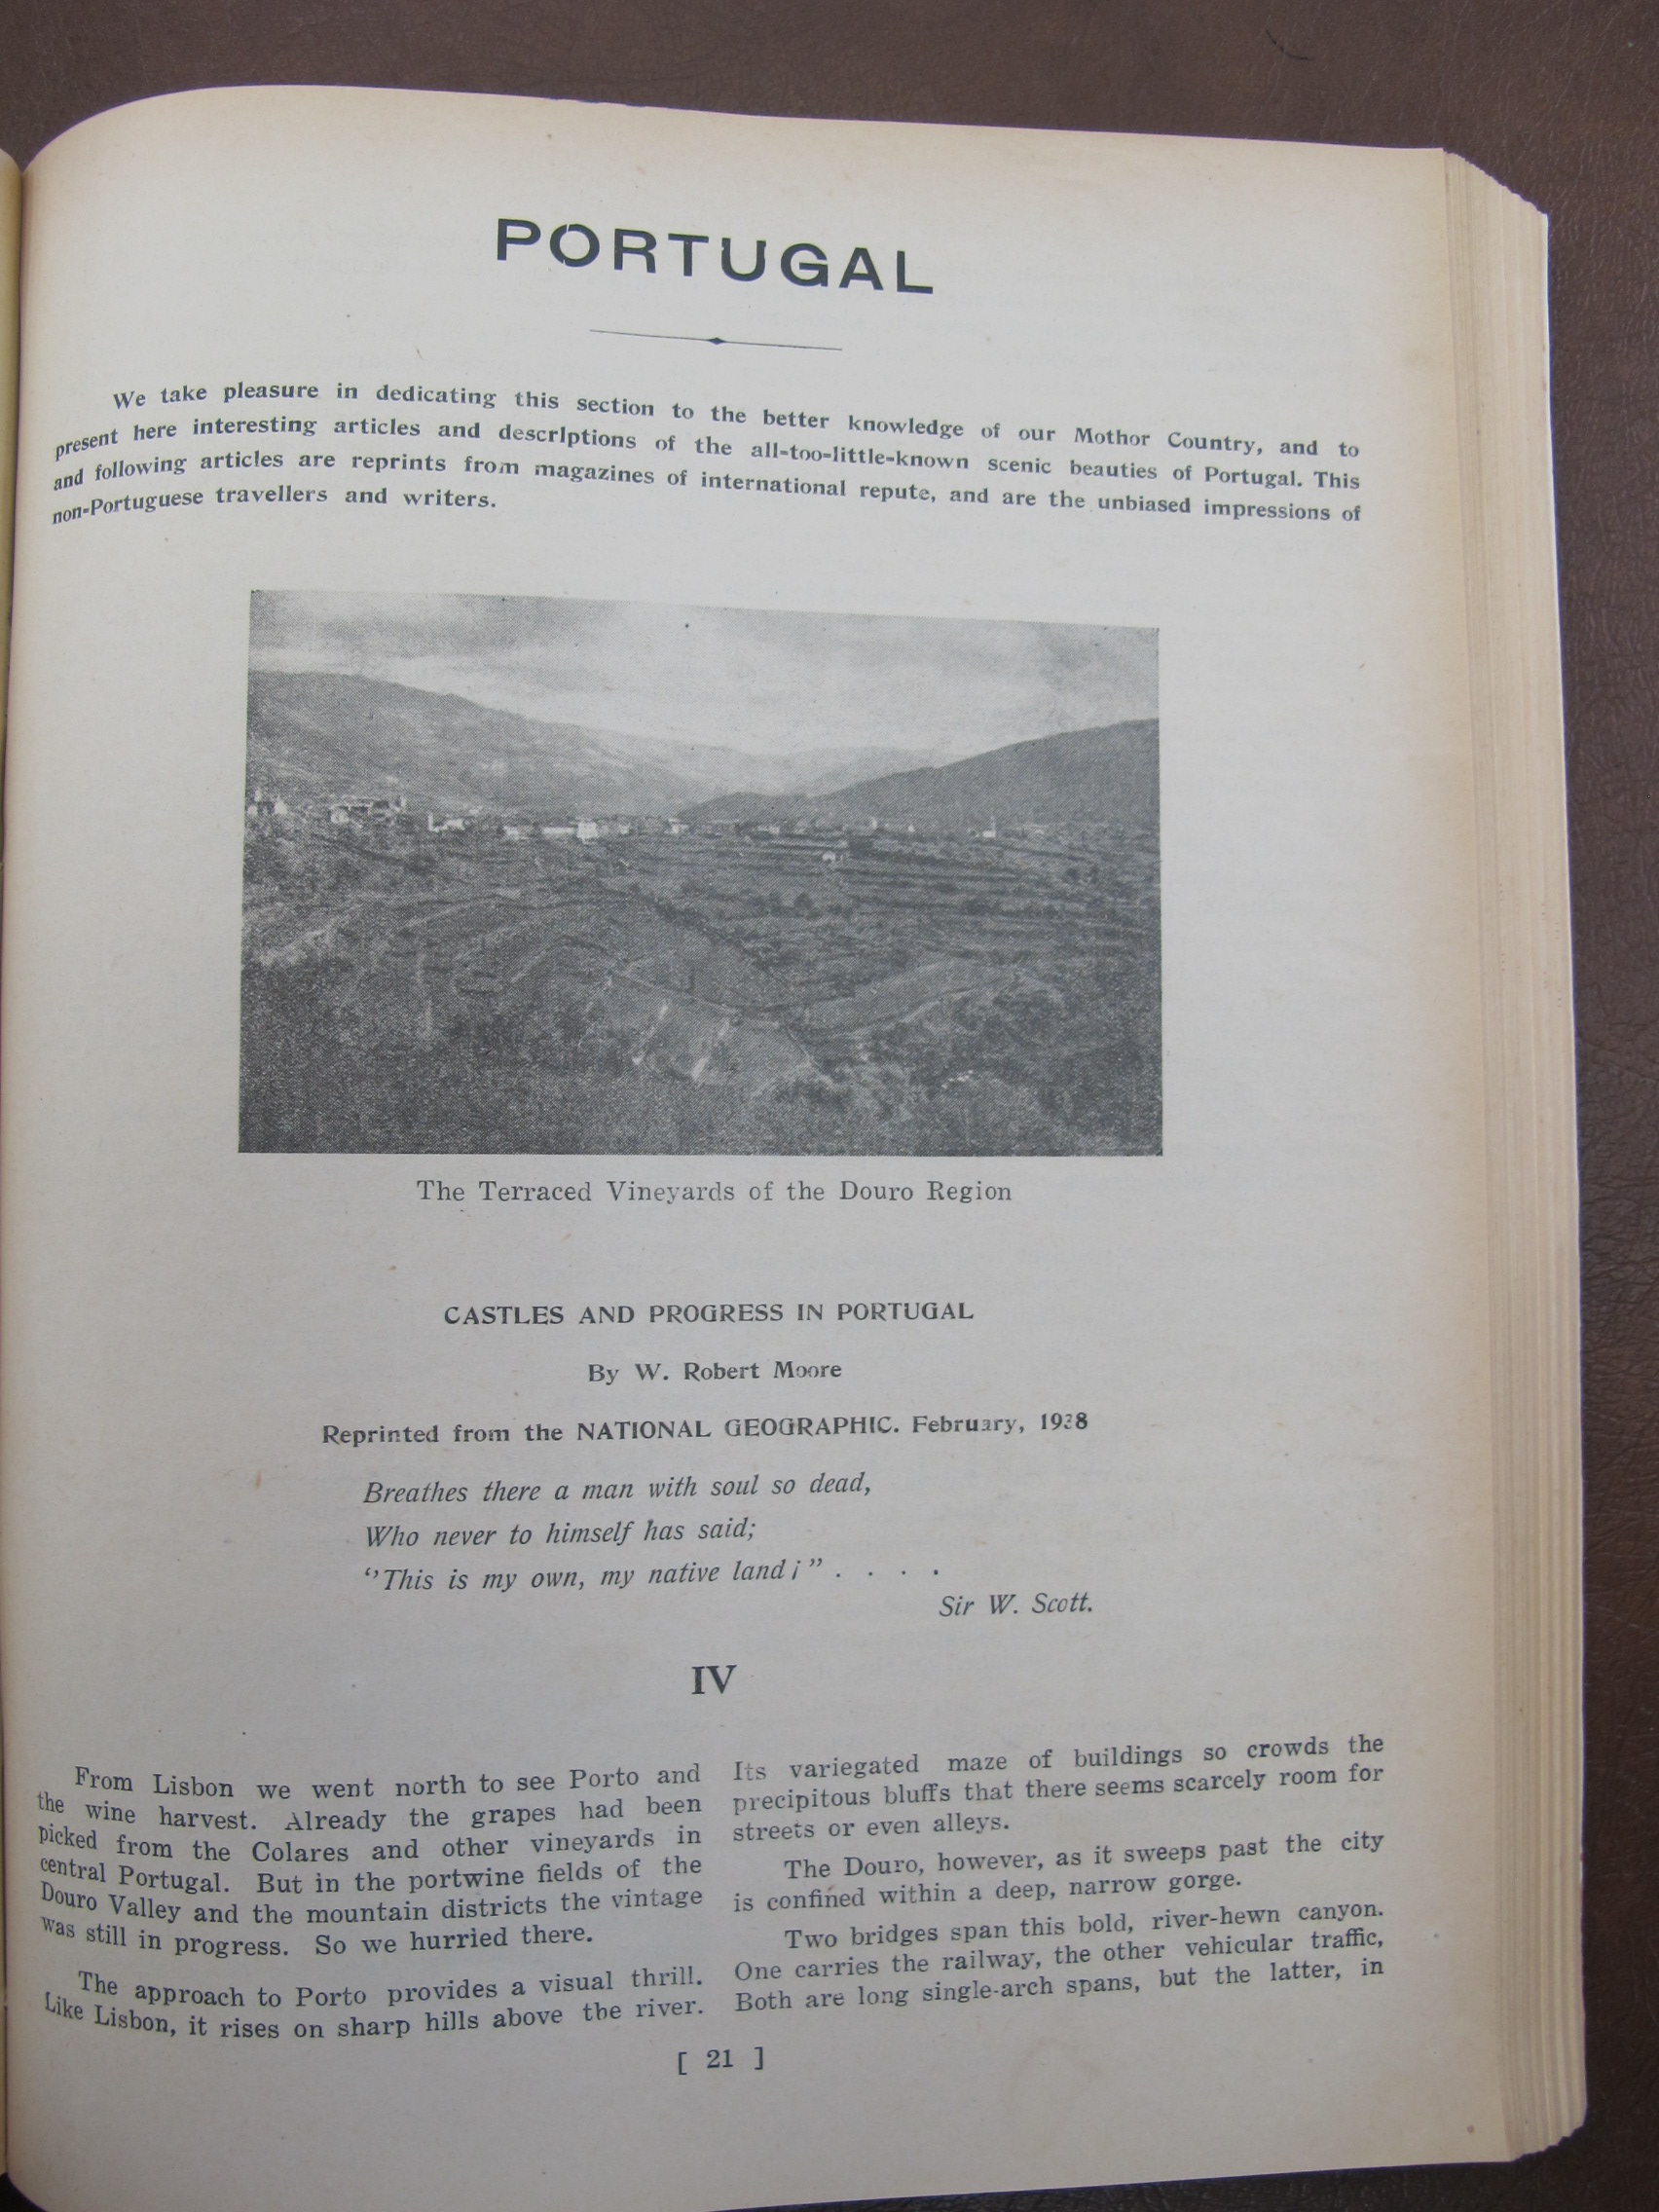 PORTUGAL
We take pleasure in dedicating this section to the better knowledge of our Mothor Country, and to
present here interesting articles and descrIptions of the all-too-little-known scenic beauties of Portugal. This
and following articles are reprints from magazines of international repute, and are the unbiased impressions of
non-Portuguese travellers and writers.
The Terraced Vineyards of the Douro Region
CASTLES AND PROGRESS IN PORTUGAL
By W. Robert Moore
Reprinted from the NATIONAL GEOGRAPHIC. February, 1938
Breathes there a man with soul so dead,
Who never to himself has said;
‘’This is my own, my native land¡” . . . .
Sir W. Scott.
IV
From Lisbon we went north to see Porto and
the wine harvest. Already the grapes had been
picked from the Colares and other vineyards in
central Portugal. But in the portwine fields of the
Douro Valley and the mountain districts the vintage
was still in progress. So we hurried there.
The approach to Porto provides a visual thrill.
Like Lisbon, it rises on sharp hills above the river.
Its variegated maze of buildings so crowds the
precipitous bluffs that there seems scarcely room for
streets or even alleys.
The Douro, however, as it sweeps past the city
is confined within a deep, narrow gorge.
Two bridges span this bold, river-hewn canyon.
One carries the railway, the other vehicular traffic,
Both are long single-arch spans, but the latter, in
[ 21 ]